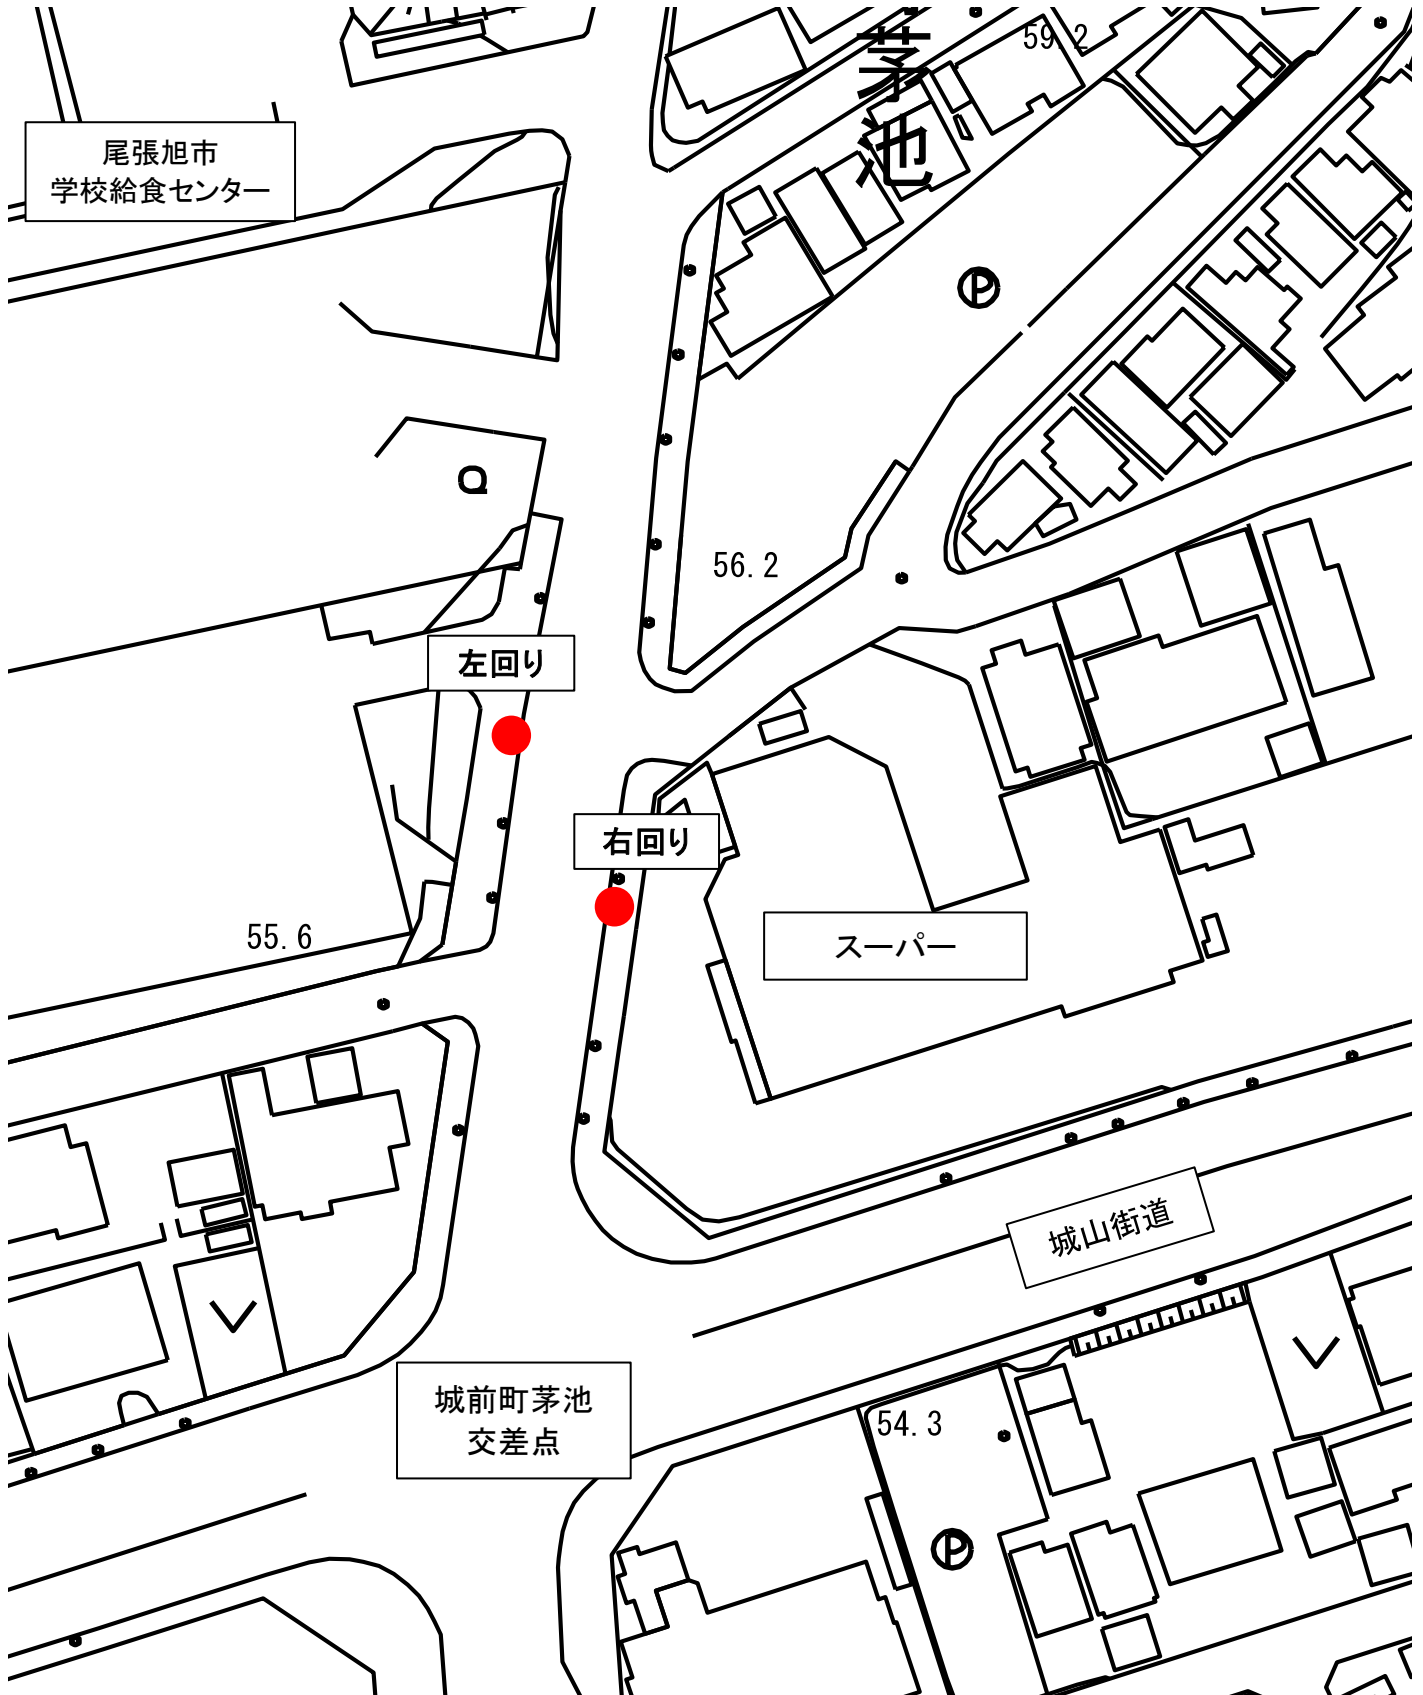 59.2
茅
池
尾張旭市
学校給食センター
P
56.2
左回り
右回り
55.6
スーパー
城山街道
城前町茅池
交差点
54.3
P